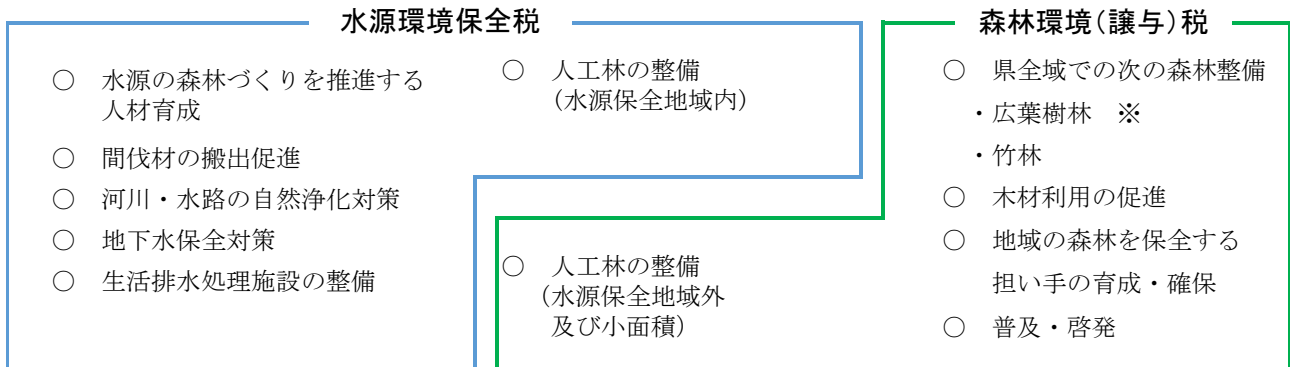 水源環境保全税
○ 水源の森林づくりを推進する
人材育成
○ 間伐材の搬出促進
○ 河川・水路の自然浄化対策
○ 地下水保全対策
○ 生活排水処理施設の整備
○ 人工林の整備
（水源保全地域内）
森林環境（譲与）税
○ 人工林の整備
（水源保全地域外
及び小面積）
○ 県全域での次の森林整備
・広葉樹林 ※
・竹林
○ 木材利用の促進
○ 地域の森林を保全する
担い手の育成・確保
○ 普及・啓発